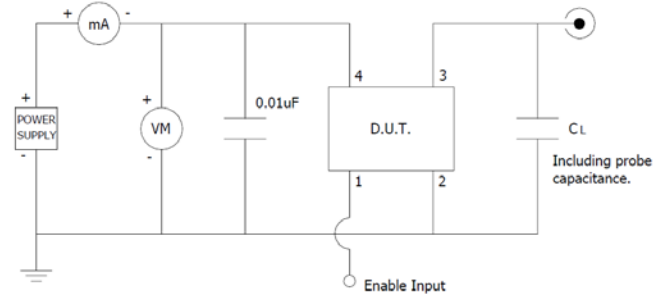 + mA -
+
POWER
SUPPLY
-
+
VM
-
0.01uF
4 3
D.U.T.
1 2
CL
Including probe
capacitance.
Enable Input